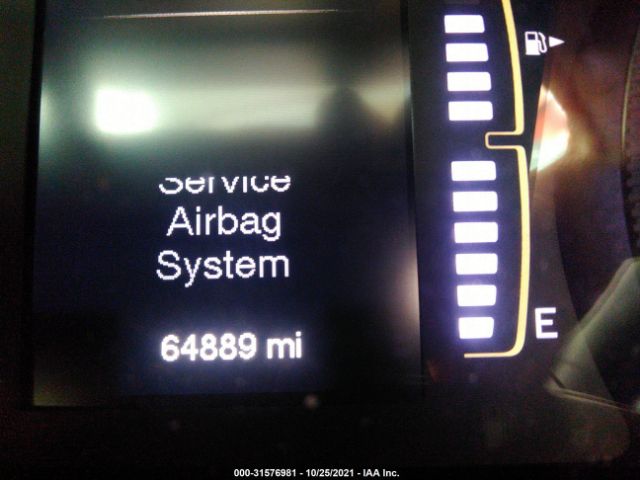 Service
Airbag
System
64889 mi
E
000-31576981 - 10/25/2021 - IAA Inc.